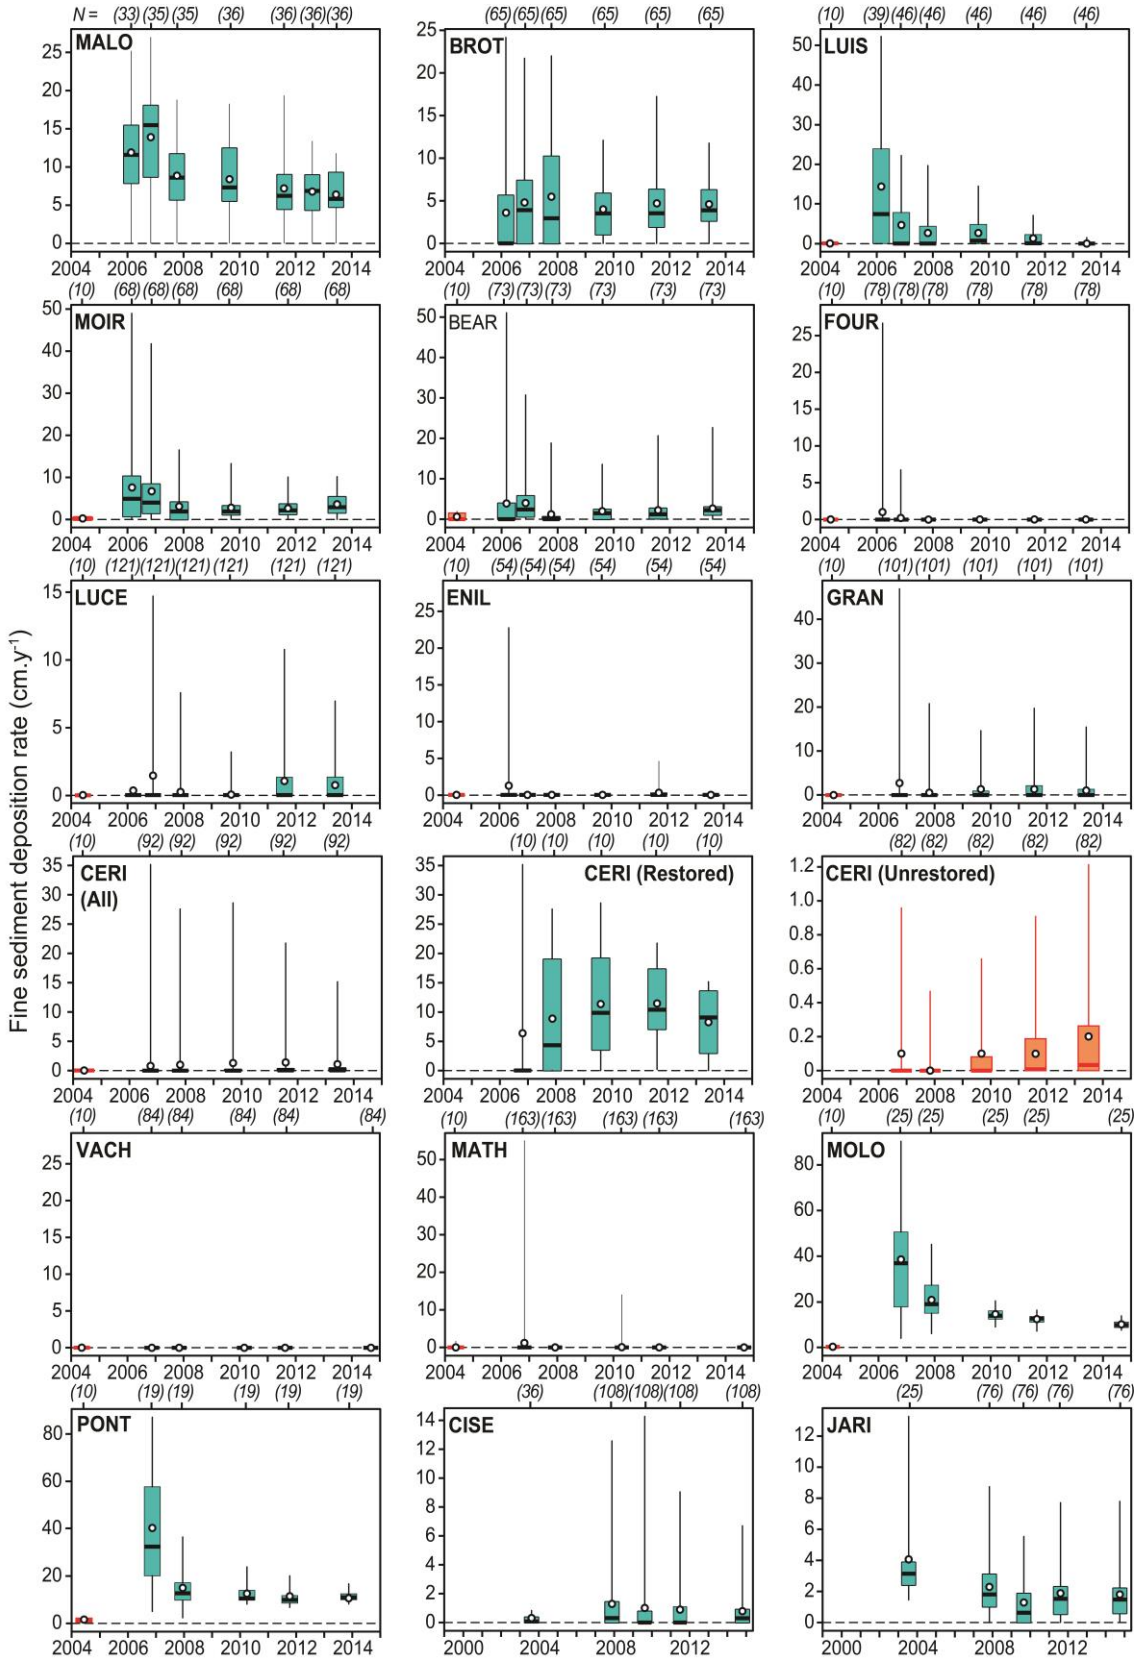 N = (33) (35) (35) (36) (36) (36) (36) (65) (65) (65) (65) (65) (65) (10) (39) (46) (46) (46) (46) (46)
MALO BROT LUIS
25 20 15 10 5 0
25 20 15 10 5 0
50 40 30 20 10 0
2004 2006 2008 2010 2012 2014 2004 2006 2008 2010 2012 2014 2004 2006 2008 2010 2012 2014
(10) (68) (68) (68) (68) (68) (68) (10) (73) (73) (73) (73) (73) (73) (10) (78) (78) (78) (78) (78) (78)
MOIR BEAR FOUR
50 40 30 20 10 0
50 40 30 20 10 0
25 20 15 10 5 0
2004 2006 2008 2010 2012 2014 2004 2006 2008 2010 2012 2014 2004 2006 2008 2010 2012 2014
(10) (121) (121) (121) (121) (121) (121) (10) (54) (54) (54) (54) (54) (54) (10) (101) (101) (101) (101) (101)
LUCE ENIL GRAN
15 10 5 0
25 20 15 10 5 0
40 30 20 10 0
Fine sediment deposition rate (cm.y⁻¹)
2004 2006 2008 2010 2012 2014 2004 2006 2008 2010 2012 2014 2004 2006 2008 2010 2012 2014
(10) (92) (92) (92) (92) (92) (10) (10) (10) (10) (10) (82) (82) (82) (82) (82)
CERI (All) CERI (Restored) CERI (Unrestored)
35 30 25 20 15 10 5 0
35 30 25 20 15 10 5 0
1.2 1.0 0.8 0.6 0.4 0.2 0
2004 2006 2008 2010 2012 2014 2004 2006 2008 2010 2012 2014 2004 2006 2008 2010 2012 2014
(10) (84) (84) (84) (84) (84) (10) (163) (163) (163) (163) (163) (10) (25) (25) (25) (25) (25)
VACH MATH MOLO
25 20 15 10 5 0
50 40 30 20 10 0
80 60 40 20 0
2004 2006 2008 2010 2012 2014 2004 2006 2008 2010 2012 2014 2004 2006 2008 2010 2012 2014
(10) (19) (19) (19) (19) (19) (36) (108) (108) (108) (108) (25) (76) (76) (76) (76)
PONT CISE JARI
80 60 40 20 0
14 12 10 8 6 4 2 0
12 10 8 6 4 2 0
2004 2006 2008 2010 2012 2014 2000 2004 2008 2012 2000 2004 2008 2012